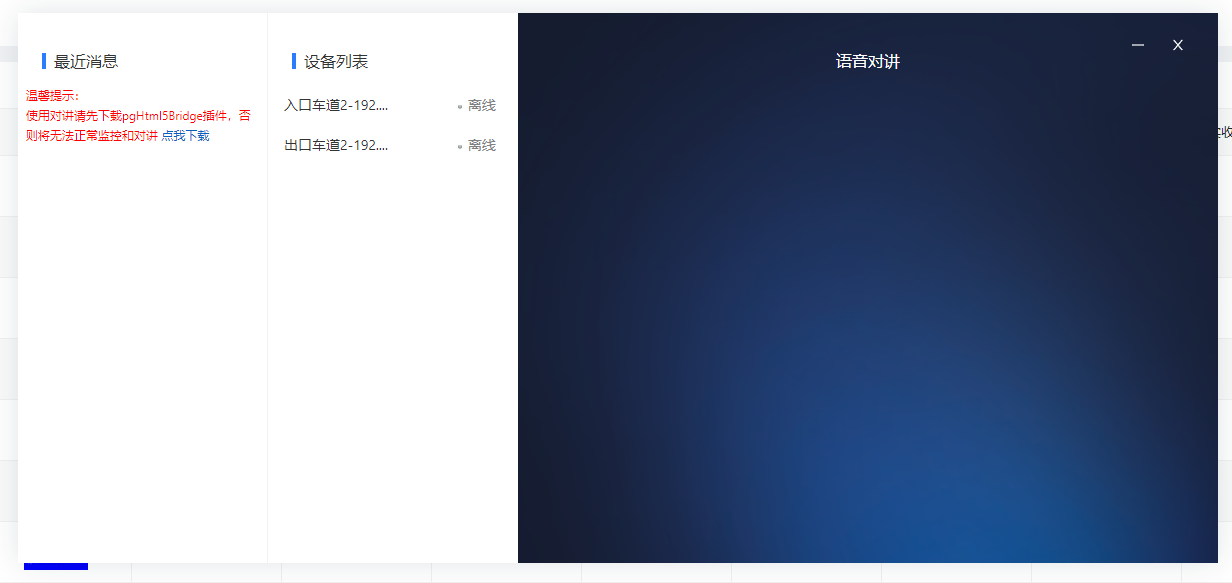 最近消息
温馨提示：
使用对讲请先下载pgHtml5Bridge插件，否
则将无法正常监控和对讲 点我下载
设备列表
入口车道2-192....
离线
出口车道2-192....
离线
语音对讲
收